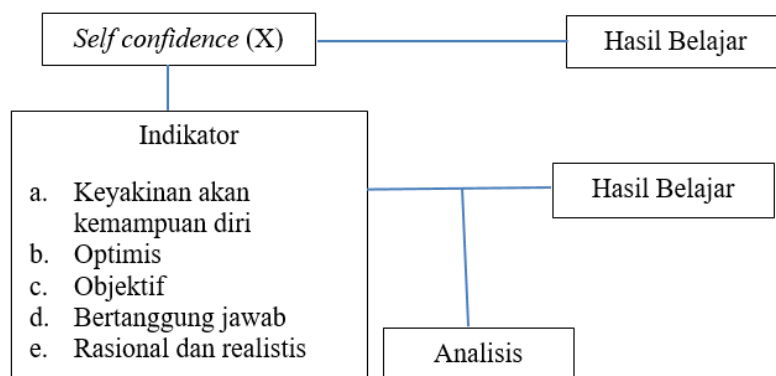 Self confidence (X)
Hasil Belajar
Indikator
a. Keyakinan akan
kemampuan diri
b. Optimis
c. Objektif
d. Bertanggung jawab
e. Rasional dan realistis
Hasil Belajar
Analisis